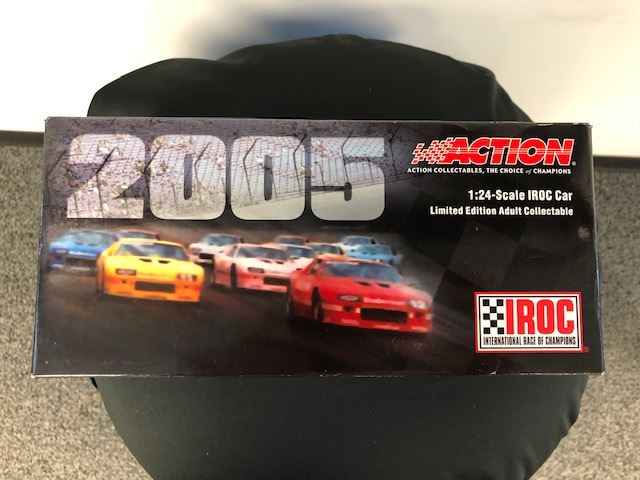 2005
ACTION
ACTION COLLECTABLES, THE CHOICE of CHAMPIONS
1:24-Scale IROC Car
Limited Edition Adult Collectable
IROC
INTERNATIONAL RACE OF CHAMPIONS